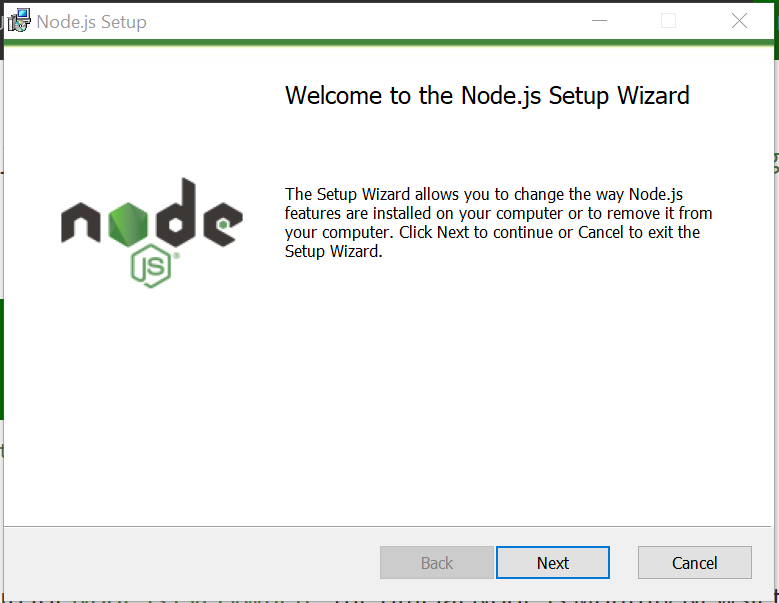 Node.js Setup
Welcome to the Node.js Setup Wizard
The Setup Wizard allows you to change the way Node.js
features are installed on your computer or to remove it from
your computer. Click Next to continue or Cancel to exit the
Setup Wizard.
node
JS®
Back
Next
Cancel